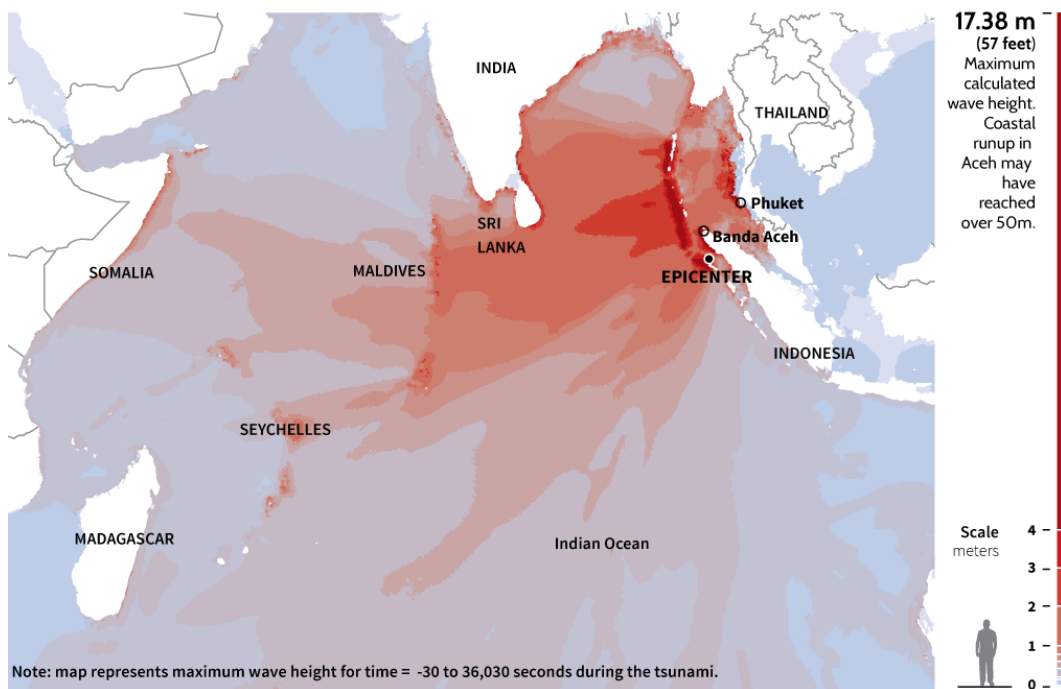 17.38 m
(57 feet)
Maximum
calculated
wave height.
Coastal
runup in
Aceh may
have
reached
over 50m.
INDIA
THAILAND
Phuket
SRI
LANKA
Banda Aceh
SOMALIA
MALDIVES
EPICENTER
INDONESIA
SEYCHELLES
MADAGASCAR
Indian Ocean
Scale
meters
4
3
2
1
0
Note: map represents maximum wave height for time = -30 to 36,030 seconds during the tsunami.